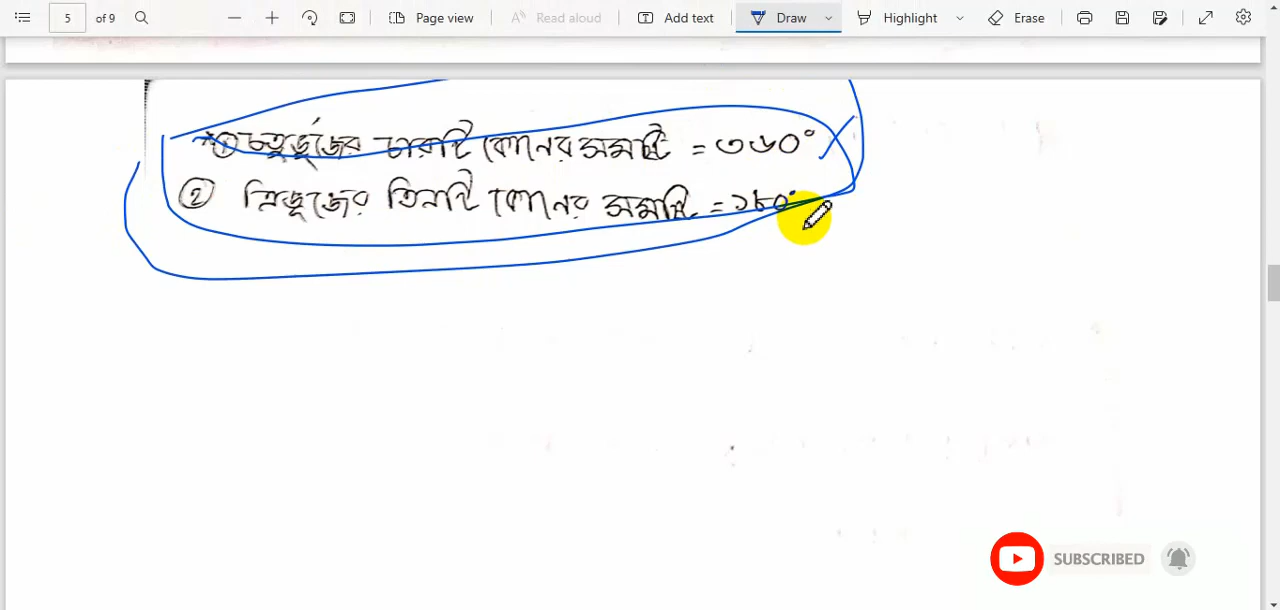 5 of 9 Page view Read aloud Add text Draw Highlight Erase
① চতুর্ভুজের চারটি কোনের সমষ্টি = ৩৬০°
② ত্রিভুজের তিনটি কোনের সমষ্টি = ১৮০°
SUBSCRIBED